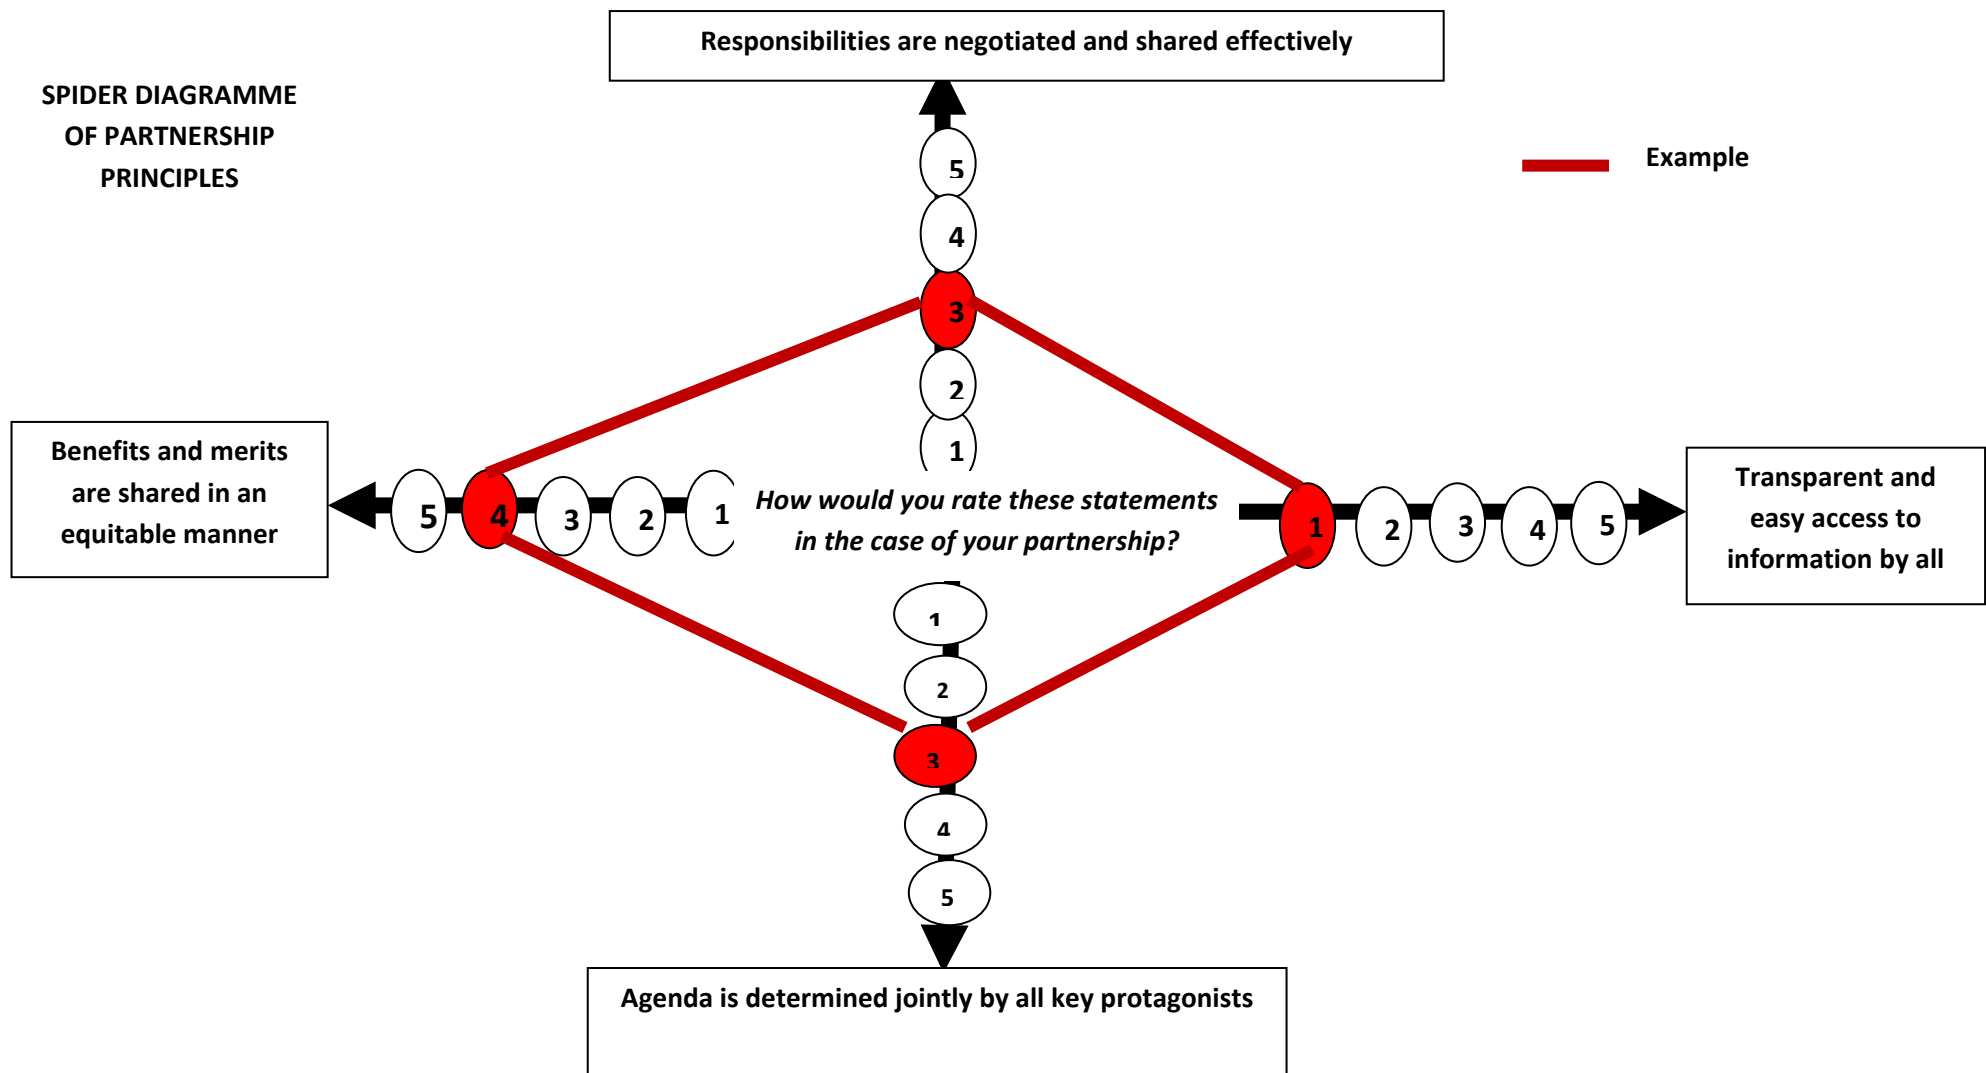 Responsibilities are negotiated and shared effectively
SPIDER DIAGRAMME
OF PARTNERSHIP
PRINCIPLES
Example
5
4
3
2
1
Benefits and merits
are shared in an
equitable manner
5 4 3 2 1
How would you rate these statements
in the case of your partnership?
1 2 3 4 5
Transparent and
easy access to
information by all
1
2
3
4
5
Agenda is determined jointly by all key protagonists